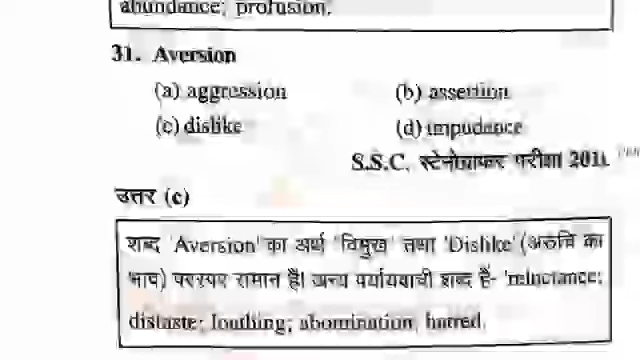 abundance; profusion.
31. Aversion
(a) aggression (b) assertion
(c) dislike (d) impudence
S.S.C. स्टेनोग्राफर परीक्षा 2011
उत्तर (c)
शब्द 'Aversion' का अर्थ 'विमुख' तथा 'Dislike' (अरुचि का
भाव) परस्पर समान हैं। अन्य पर्यायवाची शब्द हैं- 'reluctance;
distaste; loathing; abomination, hatred.